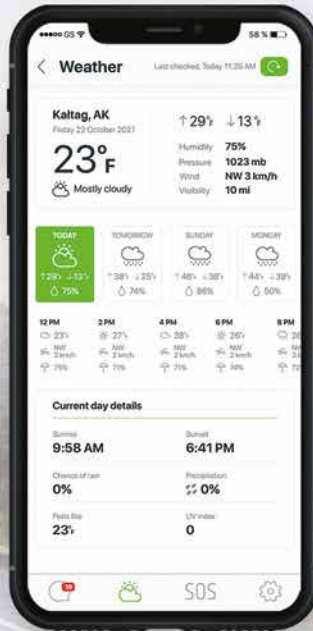 GS 58 %
Weather Last checked, Today 11:35 AM
Kaltag, AK
Friday 22 October 2021
23°F
Mostly cloudy
↑29°F ↓13°F
Humidity 75%
Pressure 1023 mb
Wind NW 3 km/h
Visibility 10 mi
TODAY TOMORROW SUNDAY MONDAY
↑29°F ↓13°F ↑38°F ↓25°F ↑46°F ↓38°F ↑44°F ↓39°F
75% 74% 86% 50%
12 PM 2 PM 4 PM 6 PM 8 PM
23°F 27°F 38°F 26°F
NW NW NW NW
2 km/h 2 km/h 2 km/h 2 km/h
75% 71% 71% 72
Current day details
Sunrise Sunset
9:58 AM 6:41 PM
Chance of rain Precipitation
0% 0%
Feels like UV index
23°F 0
SOS